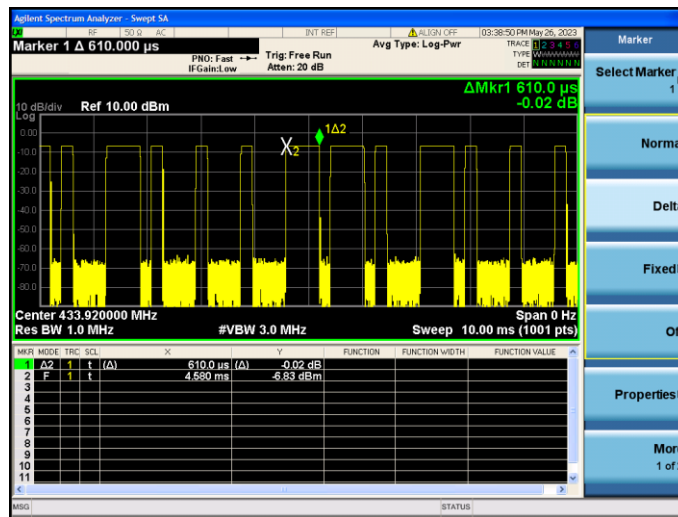 Agilent Spectrum Analyzer - Swept SA
RF 50 Ω AC INT REF ALIGN OFF 03:38:50 PM May 26, 2023
Marker 1 Δ 610.000 µs
PNO: Fast
IFGain:Low
Trig: Free Run
Atten: 20 dB
Avg Type: Log-Pwr
TRACE 1 2 3 4 5 6
TYPE
DET N N N N N N
ΔMkr1 610.0 µs
-0.02 dB
10 dB/div Ref 10.00 dBm
Log
0.00
-10.0
-20.0
-30.0
-40.0
-50.0
-60.0
-70.0
-80.0
1Δ2
X2
Center 433.920000 MHz Span 0 Hz
Res BW 1.0 MHz #VBW 3.0 MHz Sweep 10.00 ms (1001 pts)
MKR MODE TRC SCL X Y FUNCTION FUNCTION WIDTH FUNCTION VALUE
1 Δ2 1 t (Δ) 610.0 µs (Δ) -0.02 dB
2 F 1 t 4.580 ms -6.83 dBm
3
4
5
6
7
8
9
10
11
MSG STATUS
Marker
Select Marker
1
Norma
Delt
Fixed
Of
Properties
Mor
1 of